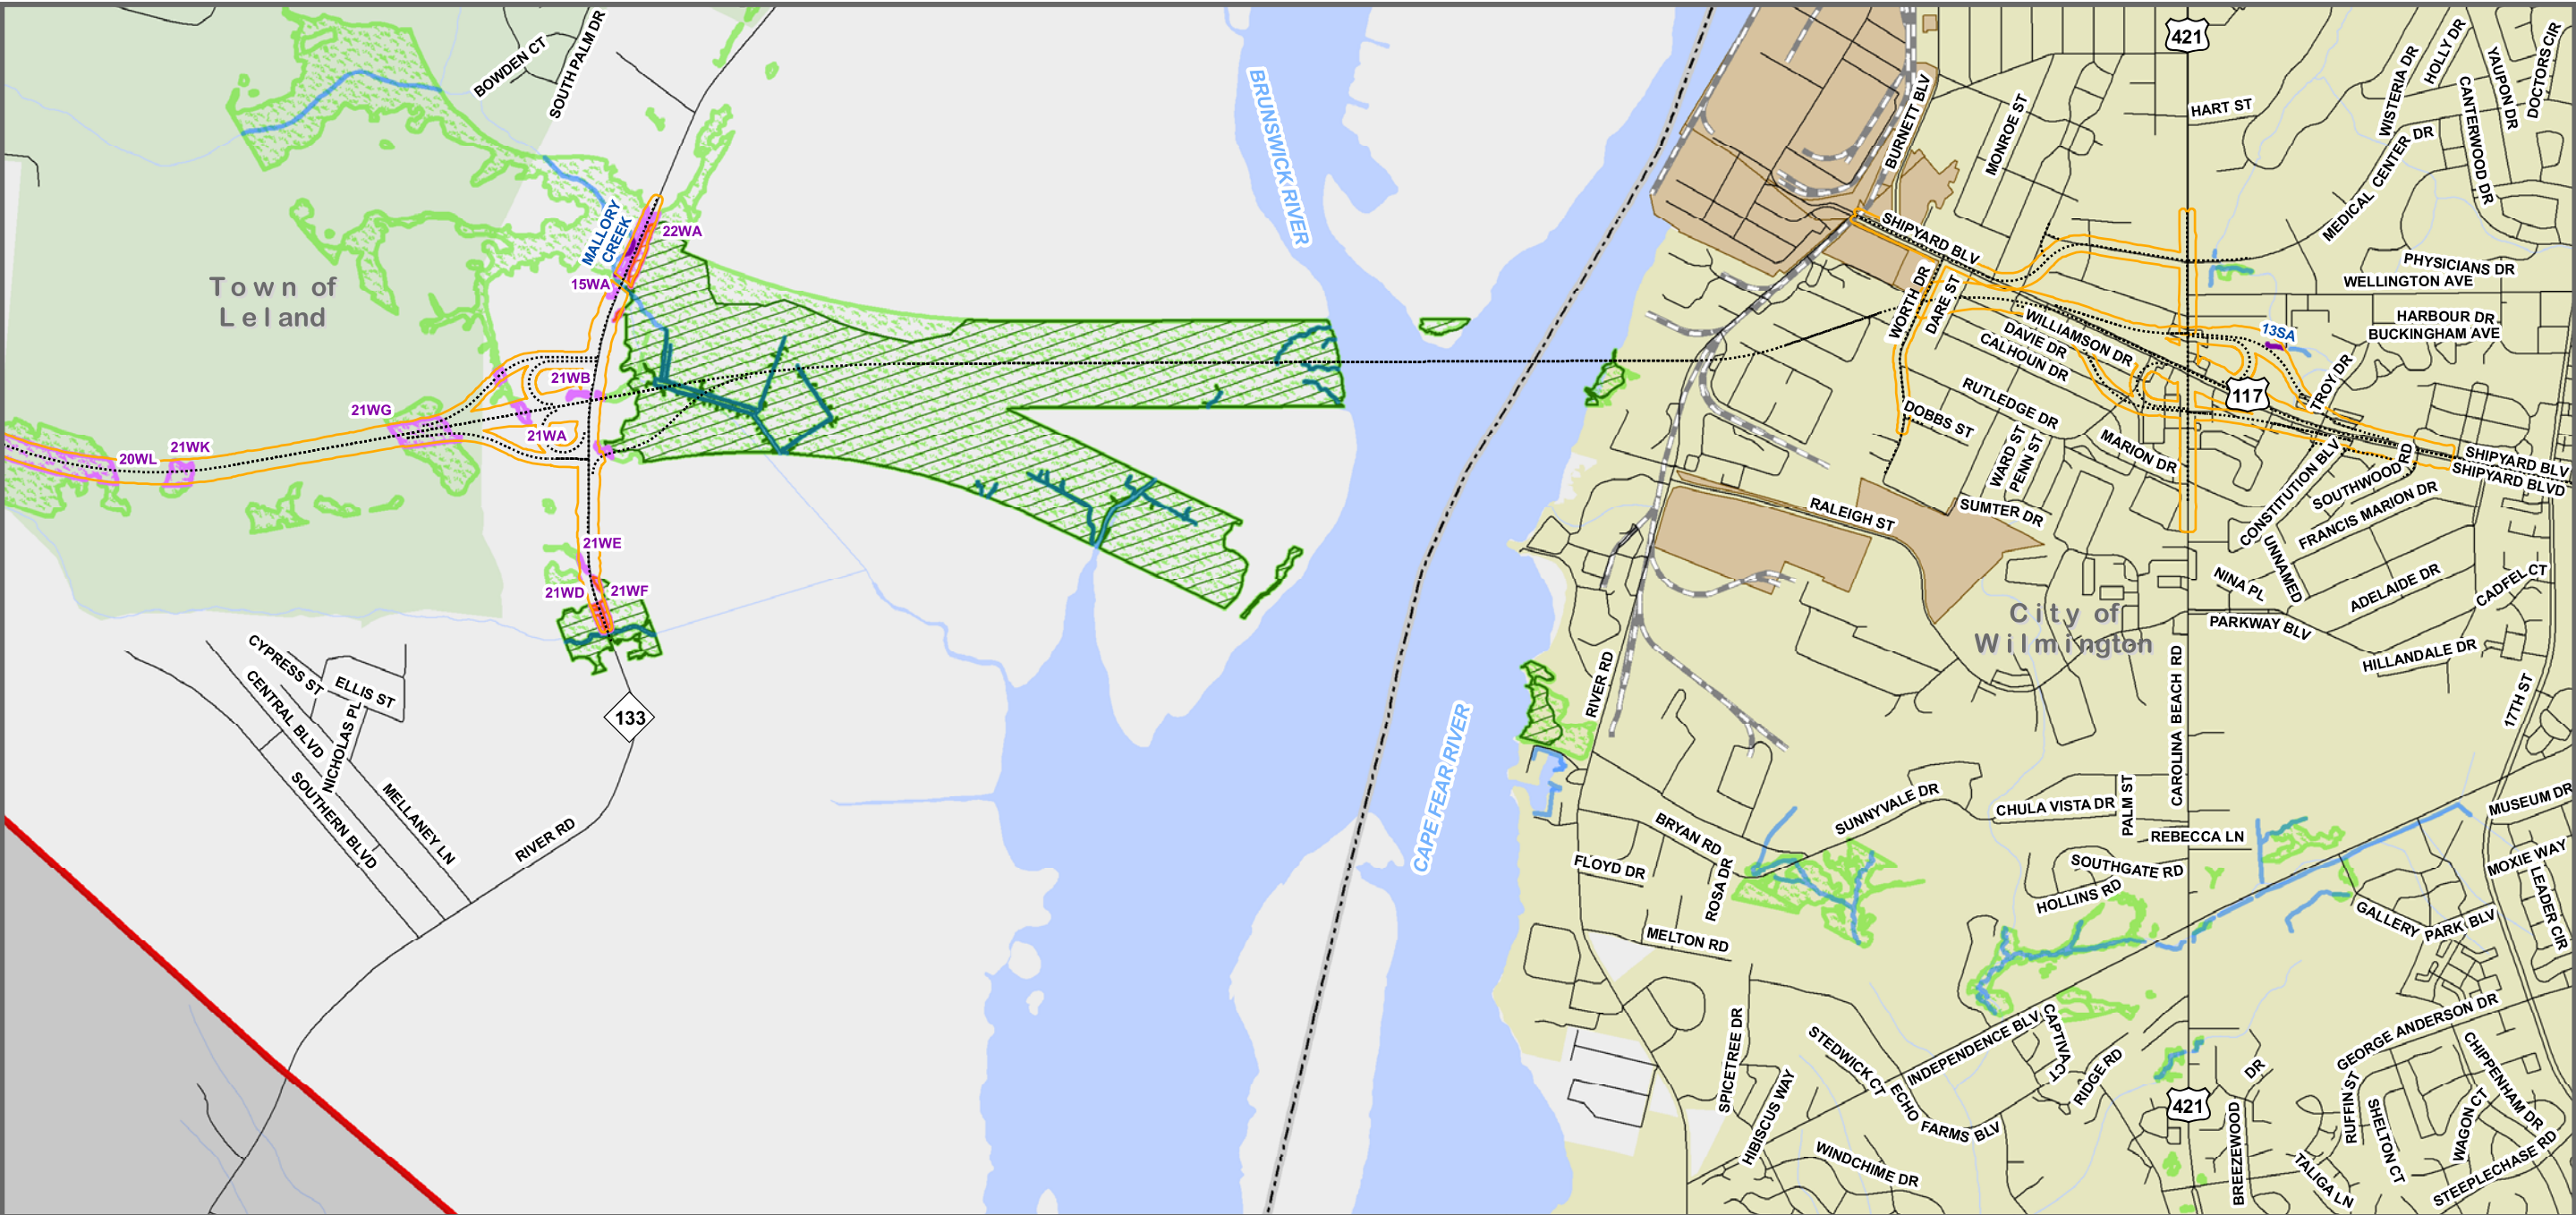 BOWDEN CT
SOUTH PALM DR
MALLORY
CREEK
22WA
15WA
Town of
Leland
21WB
21WG
21WA
21WK
20WL
21WE
21WD
21WF
133
CYPRESS ST
ELLIS ST
CENTRAL BLVD
NICHOLAS PL
SOUTHERN BLVD
MELLANEY LN
RIVER RD
BRUNSWICK RIVER
CAPE FEAR RIVER
421
BURNETT BLV
MONROE ST
HART ST
WISTERIA DR
HOLLY DR
YAUPON DR
DOCTORS CIR
CANTERWOOD DR
MEDICAL CENTER DR
SHIPYARD BLV
PHYSICIANS DR
WELLINGTON AVE
HARBOUR DR
BUCKINGHAM AVE
13SA
WORTH DR
DARE ST
WILLIAMSON DR
DAVIE DR
CALHOUN DR
RUTLEDGE DR
DOBBS ST
WARD ST
PENN ST
MARION DR
117
TROY DR
SHIPYARD BLV
SHIPYARD BLVD
CONSTITUTION BLV
SOUTHWOOD RD
FRANCIS MARION DR
RALEIGH ST
SUMTER DR
UNNAMED
NINA PL
ADELAIDE DR
CADFEL CT
City of
Wilmington
PARKWAY BLV
HILLANDALE DR
RIVER RD
CAROLINA BEACH RD
17TH ST
PALM ST
CHULA VISTA DR
SUNNYVALE DR
BRYAN RD
FLOYD DR
ROSA DR
REBECCA LN
SOUTHGATE RD
HOLLINS RD
MUSEUM DR
MOXIE WAY
LEADER CIR
GALLERY PARK BLV
MELTON RD
SPICETREE DR
HIBISCUS WAY
STEDWICK CT
ECHO FARMS BLV
INDEPENDENCE BLV
CAPTIVA CT
RIDGE RD
WINDCHIME DR
421
BREEZEWOOD DR
TALIGA LN
RUFFIN ST
SHELTON CT
GEORGE ANDERSON DR
CHIPPENHAM DR
WAGON CT
STEEPLECHASE RD